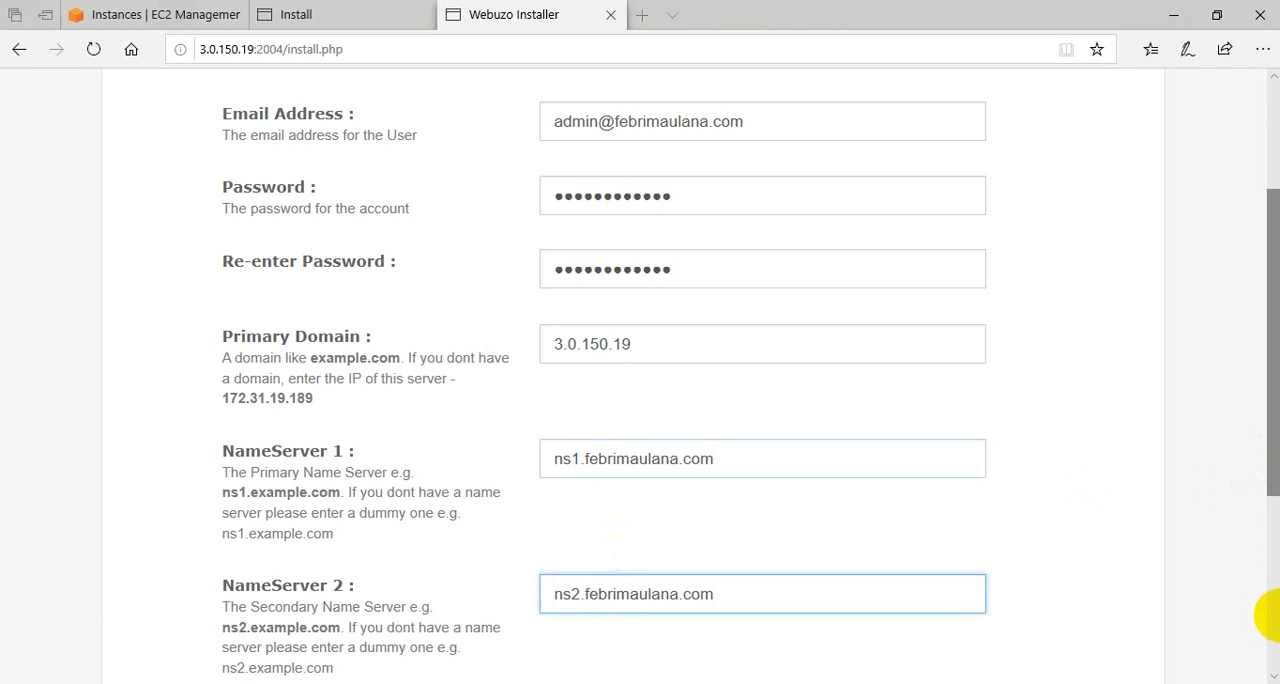 Instances | EC2 Managemer
Install
Webuzo Installer
3.0.150.19:2004/install.php
Email Address :
The email address for the User
admin@febrimaulana.com
Password :
The password for the account
••••••••••••
Re-enter Password :
••••••••••••
Primary Domain :
A domain like example.com. If you dont have
a domain, enter the IP of this server -
172.31.19.189
3.0.150.19
NameServer 1 :
The Primary Name Server e.g.
ns1.example.com. If you dont have a name
server please enter a dummy one e.g.
ns1.example.com
ns1.febrimaulana.com
NameServer 2 :
The Secondary Name Server e.g.
ns2.example.com. If you dont have a name
server please enter a dummy one e.g.
ns2.example.com
ns2.febrimaulana.com